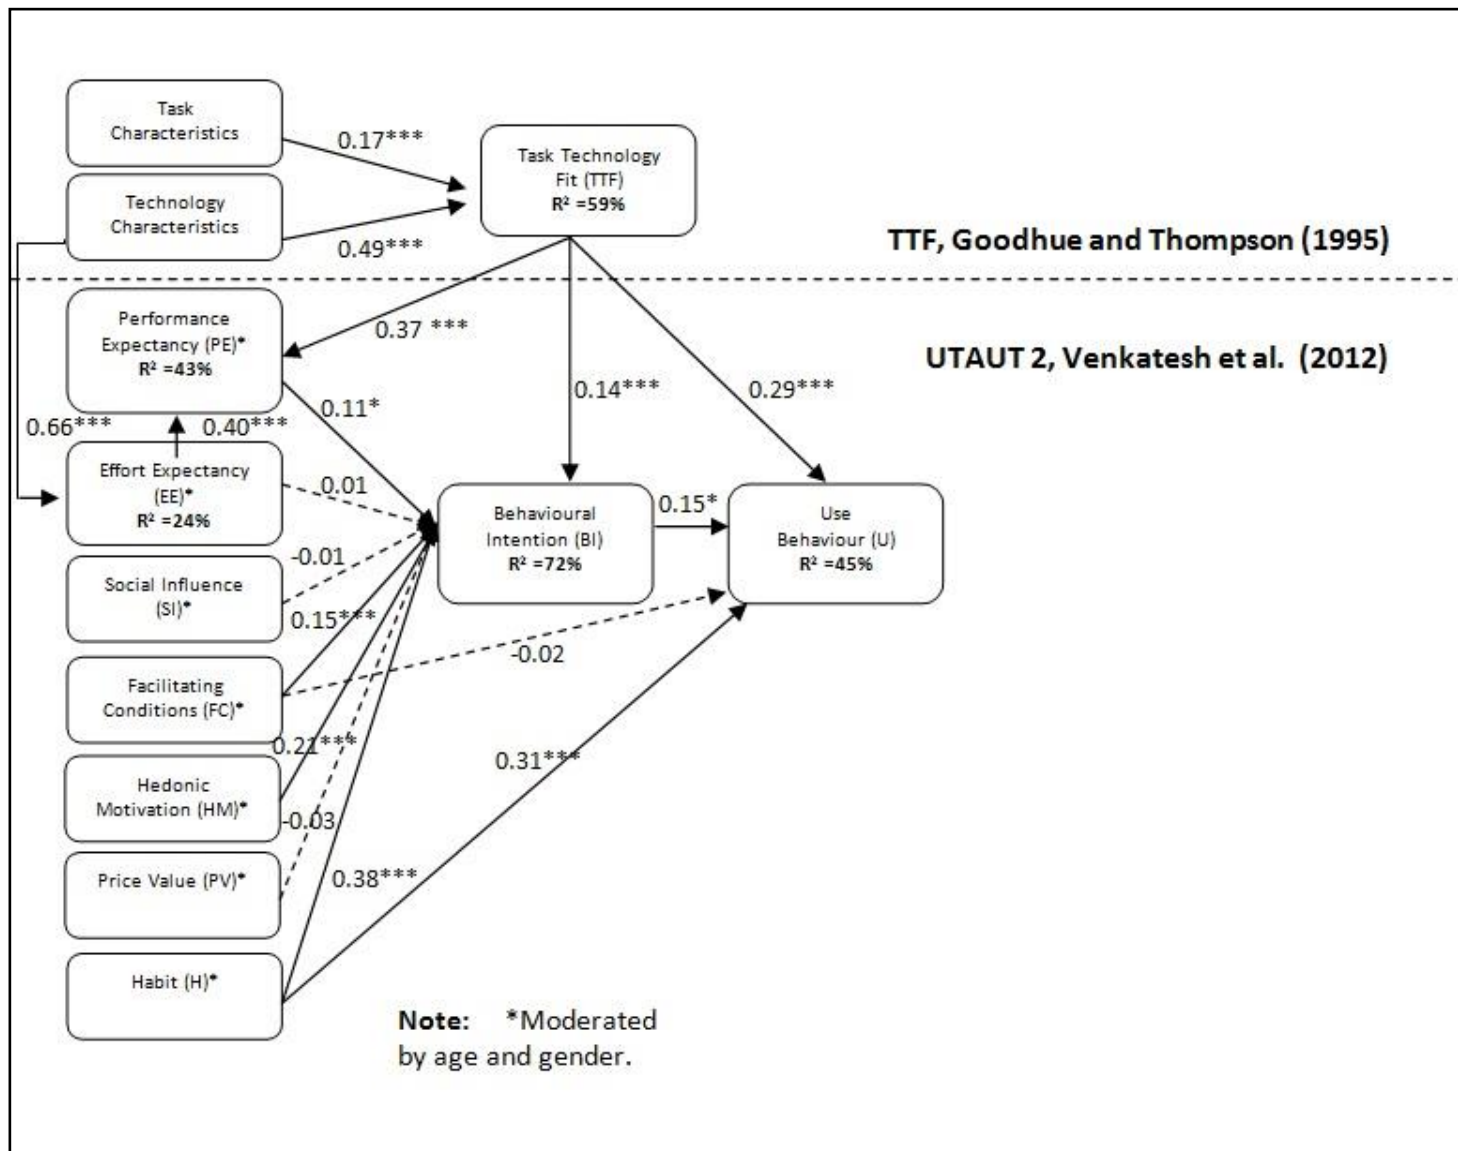 Task
Characteristics
0.17***
Task Technology
Fit (TTF)
R² =59%
Technology
Characteristics
0.49***
TTF, Goodhue and Thompson (1995)
UTAUT 2, Venkatesh et al. (2012)
Performance
Expectancy (PE)*
R² =43%
0.37 ***
0.14***
0.29***
0.11*
0.66***
0.40***
Effort Expectancy
(EE)*
R² =24%
0.01
Behavioural
Intention (BI)
R² =72%
0.15*
Use
Behaviour (U)
R² =45%
-0.01
Social Influence
(SI)*
0.15***
-0.02
Facilitating
Conditions (FC)*
0.21***
0.31***
Hedonic
Motivation (HM)*
-0.03
Price Value (PV)*
0.38***
Habit (H)*
Note: *Moderated
by age and gender.